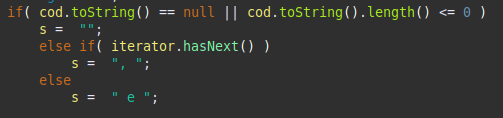 if( cod.toString() == null || cod.toString().length() <= 0 )
s = "";
else if( iterator.hasNext() )
s = ", ";
else
s = " e ";